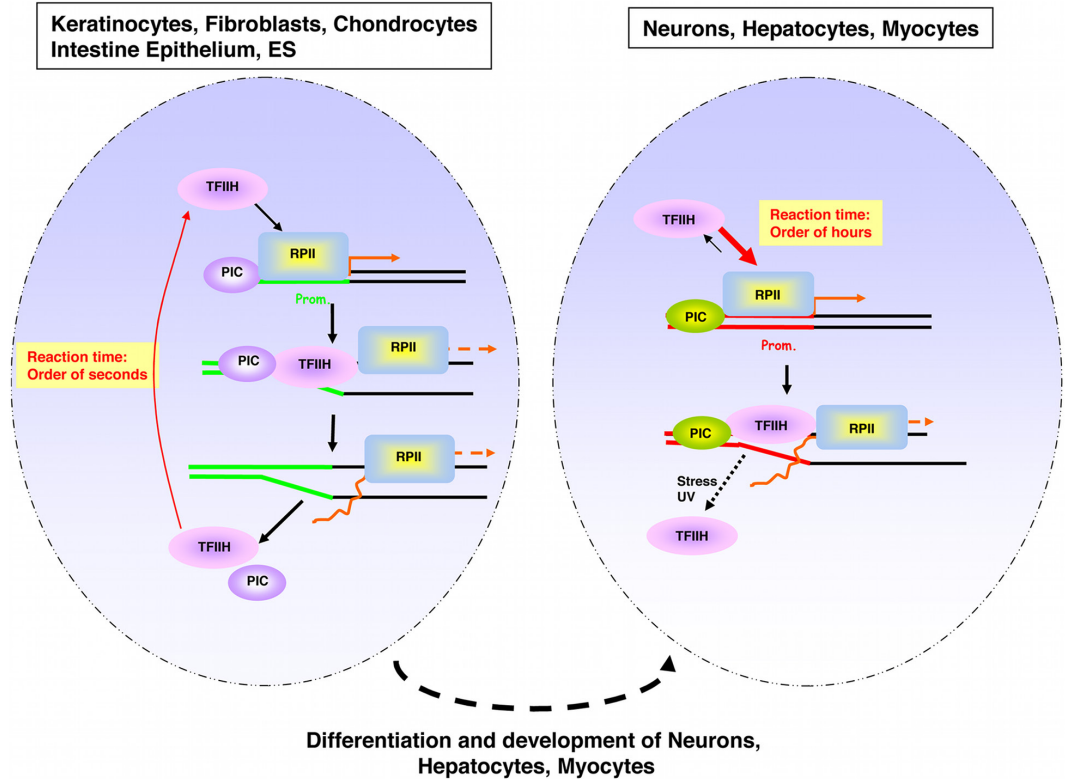 Keratinocytes, Fibroblasts, Chondrocytes
Intestine Epithelium, ES
TFIIH
RPII
PIC
Prom.
PIC
TFIIH
RPII
Reaction time:
Order of seconds
RPII
TFIIH
PIC
Neurons, Hepatocytes, Myocytes
TFIIH
Reaction time:
Order of hours
RPII
PIC
Prom.
PIC
TFIIH
RPII
Stress
UV
TFIIH
Differentiation and development of Neurons,
Hepatocytes, Myocytes